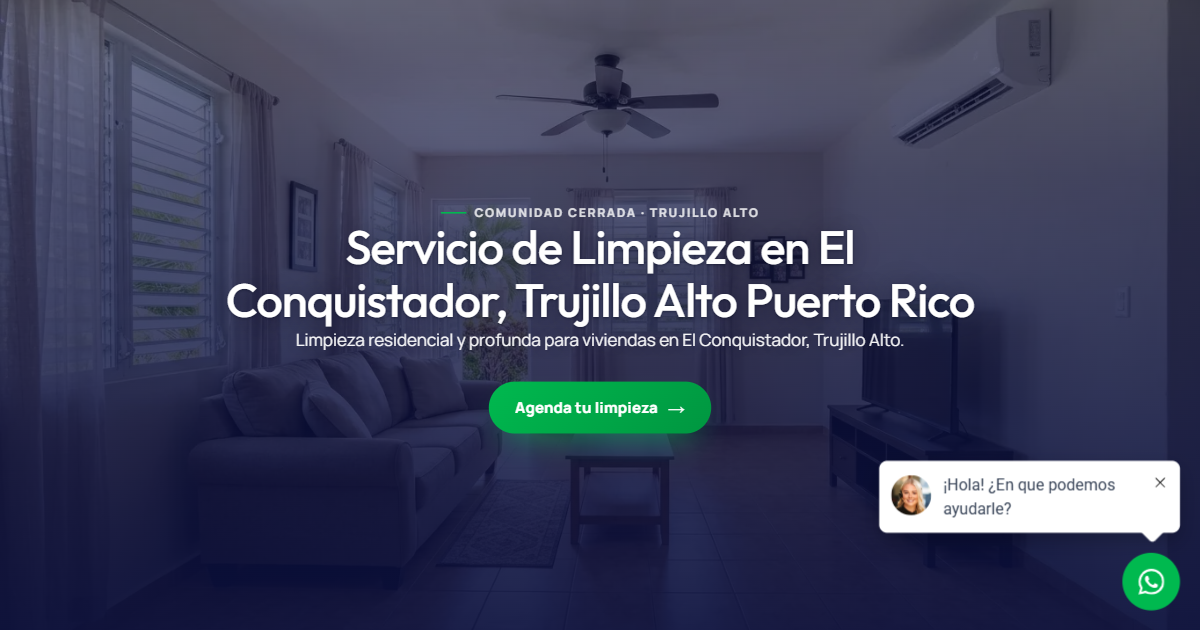 COMUNIDAD CERRADA · TRUJILLO ALTO
Servicio de Limpieza en El
Conquistador, Trujillo Alto Puerto Rico
Limpieza residencial y profunda para viviendas en El Conquistador, Trujillo Alto.
Agenda tu limpieza →
¡Hola! ¿En que podemos
ayudarle?